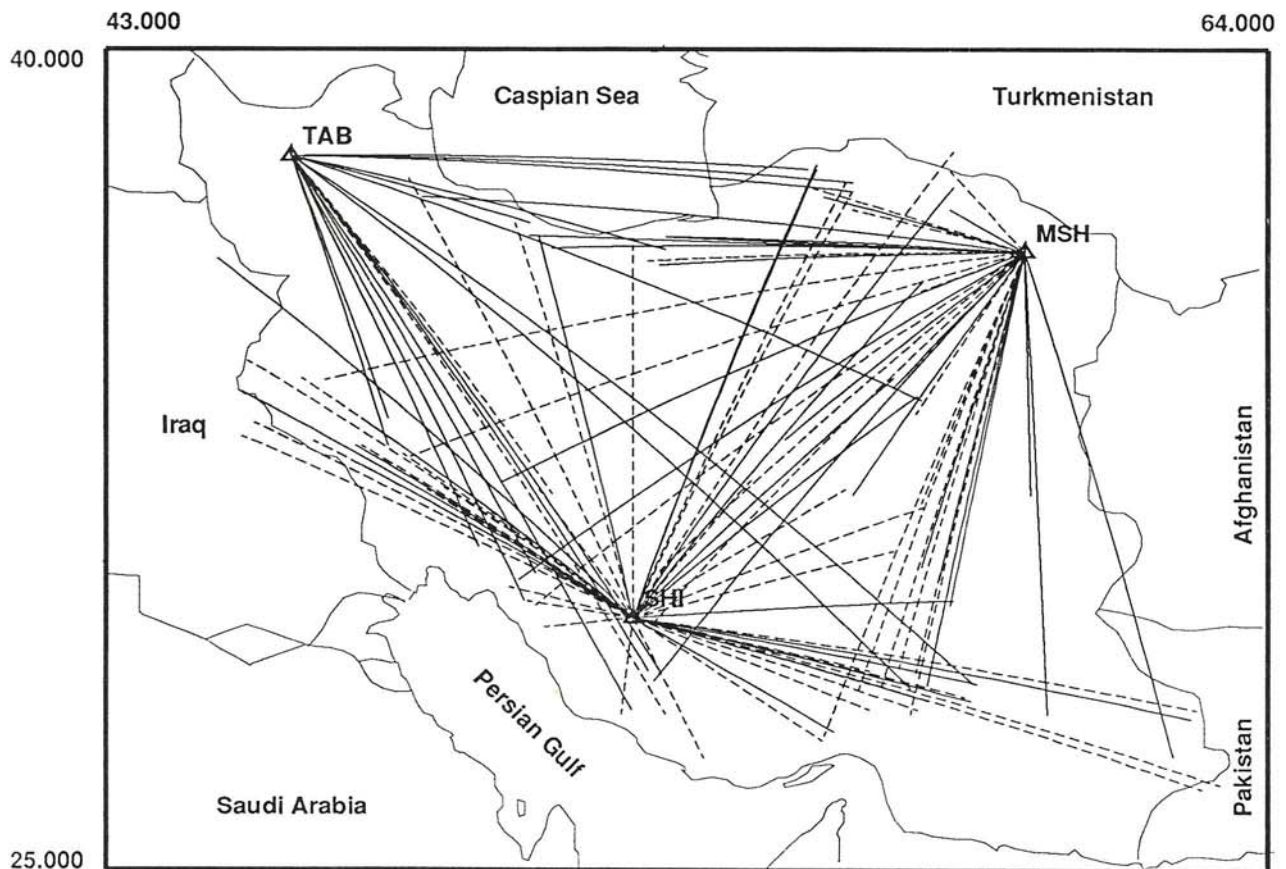 43.000
64.000
40.000
Caspian Sea
Turkmenistan
TAB
MSH
Iraq
Afghanistan
SHI
Persian Gulf
Saudi Arabia
Pakistan
25.000